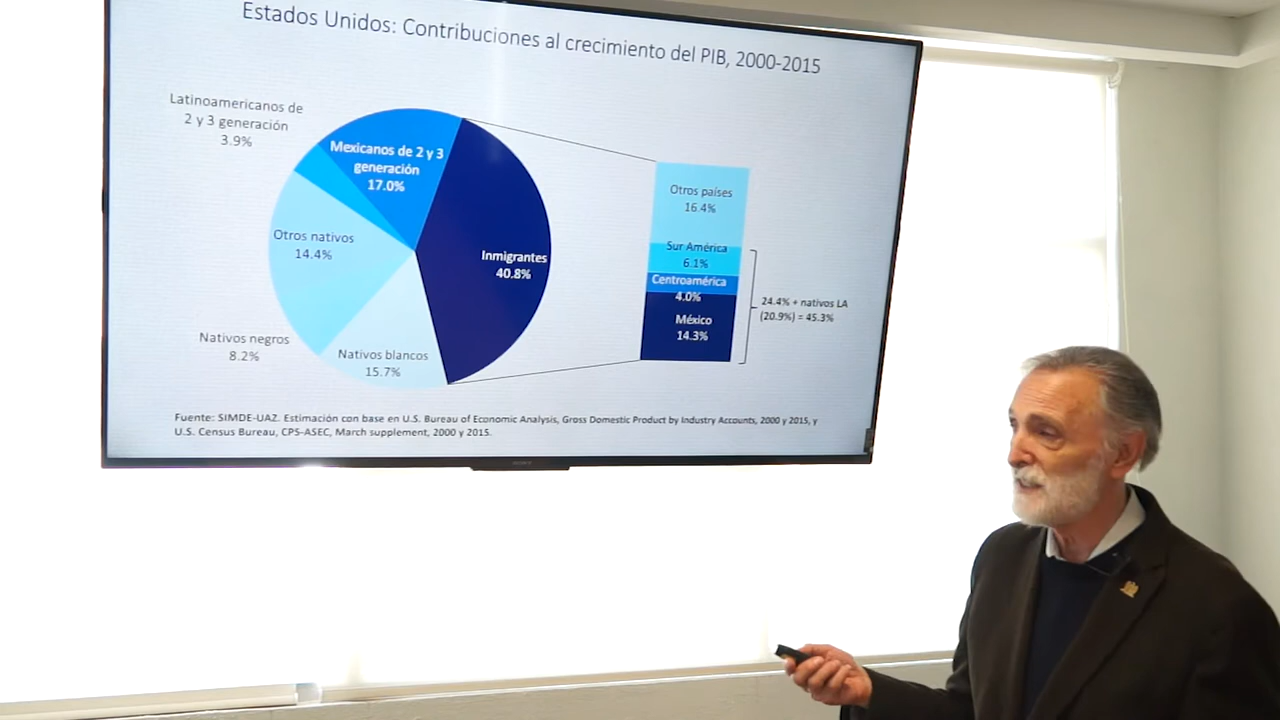 Estados Unidos: Contribuciones al crecimiento del PIB, 2000-2015
Latinoamericanos de
2 y 3 generación
3.9%
Mexicanos de 2 y 3
generación
17.0%
Otros nativos
14.4%
Nativos negros
8.2%
Nativos blancos
15.7%
Inmigrantes
40.8%
Otros países
16.4%
Sur América
6.1%
Centroamérica
4.0%
México
14.3%
24.4% + nativos LA
(20.9%) = 45.3%
Fuente: SIMDE-UAZ. Estimación con base en U.S. Bureau of Economic Analysis, Gross Domestic Product by Industry Accounts, 2000 y 2015, y
U.S. Census Bureau, CPS-ASEC, March supplement, 2000 y 2015.
SONY